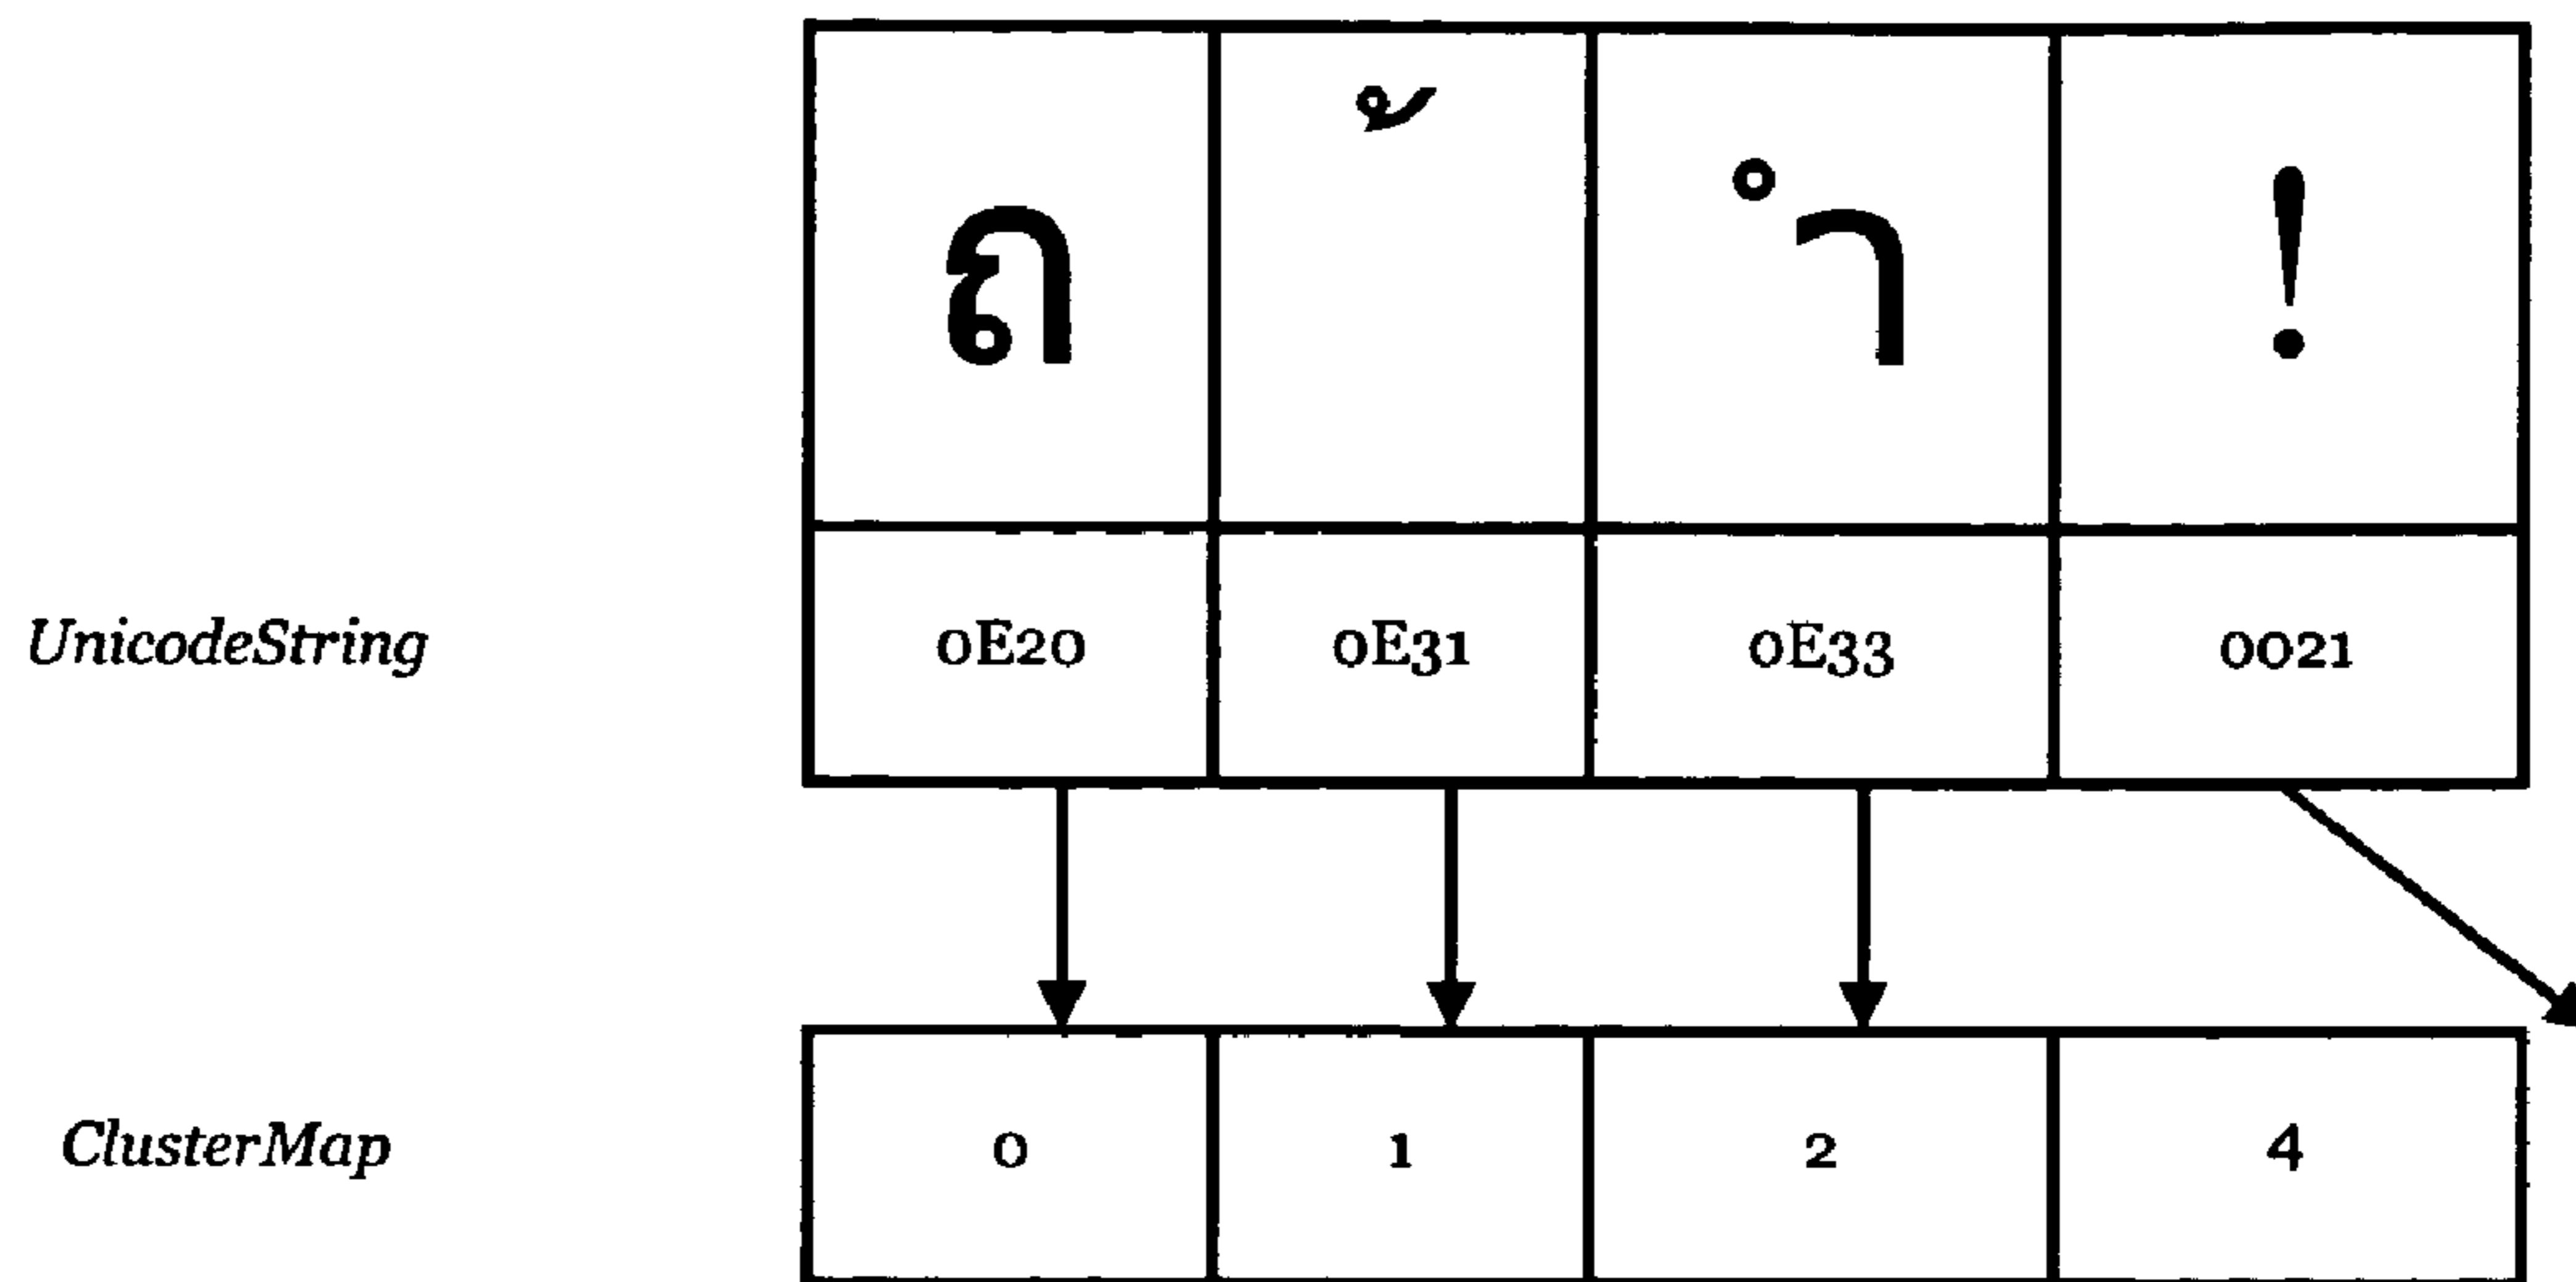 ถ ั ำ !
UnicodeString 0E20 0E31 0E33 0021
ClusterMap 0 1 2 4